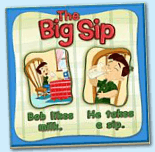 The
Big Sip
Bob likes
milk.
He takes
a sip.